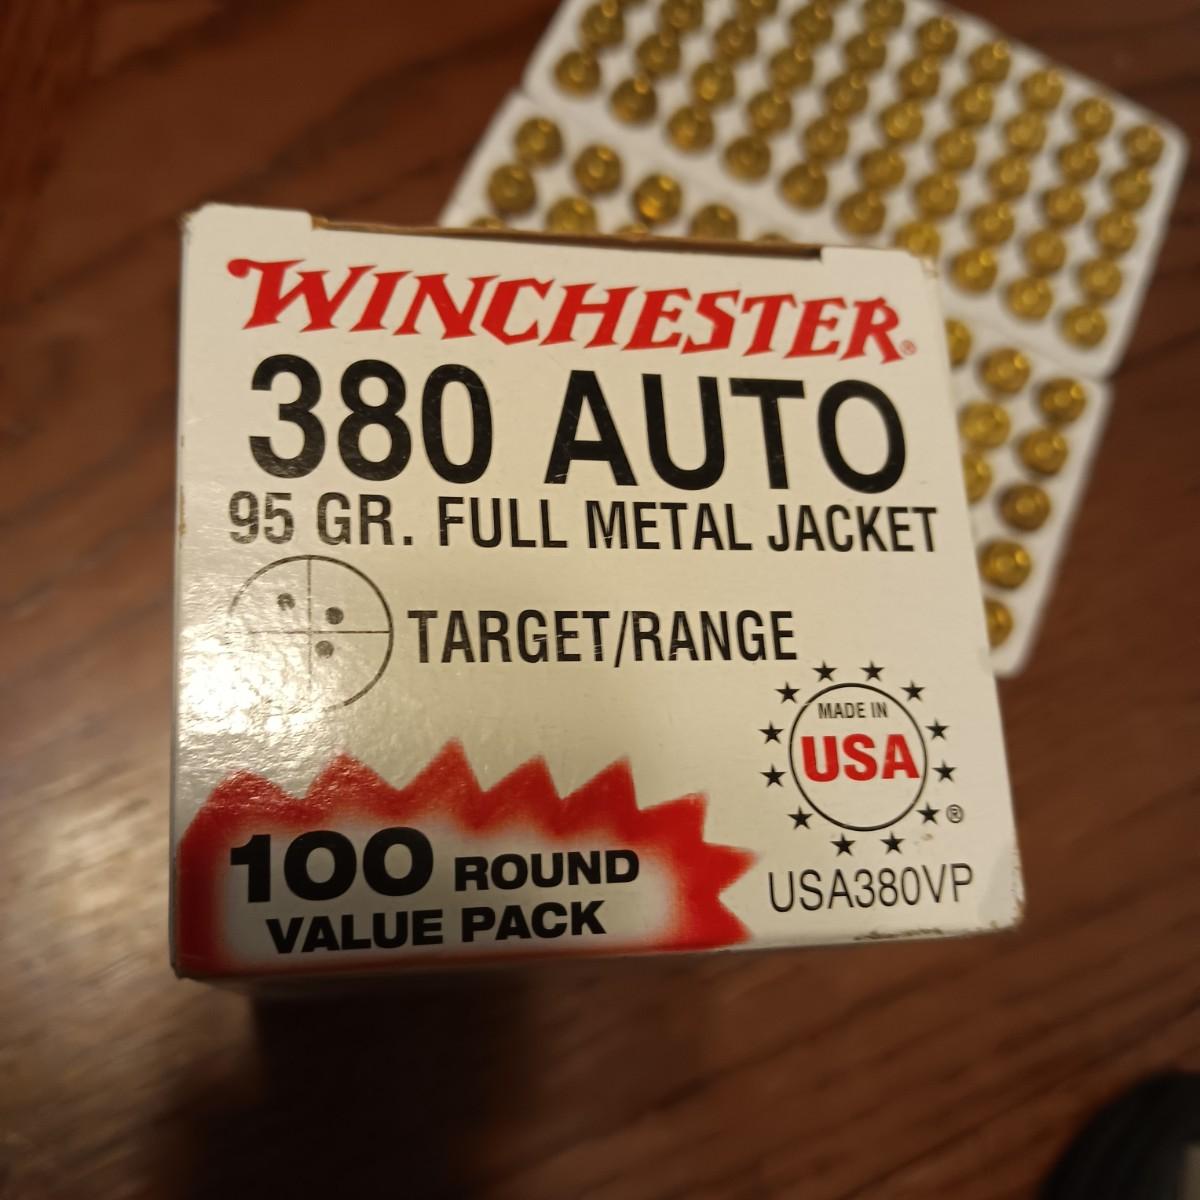 WINCHESTER®
380 AUTO
95 GR. FULL METAL JACKET
TARGET/RANGE
MADE IN
USA
®
USA380VP
100 ROUND
VALUE PACK